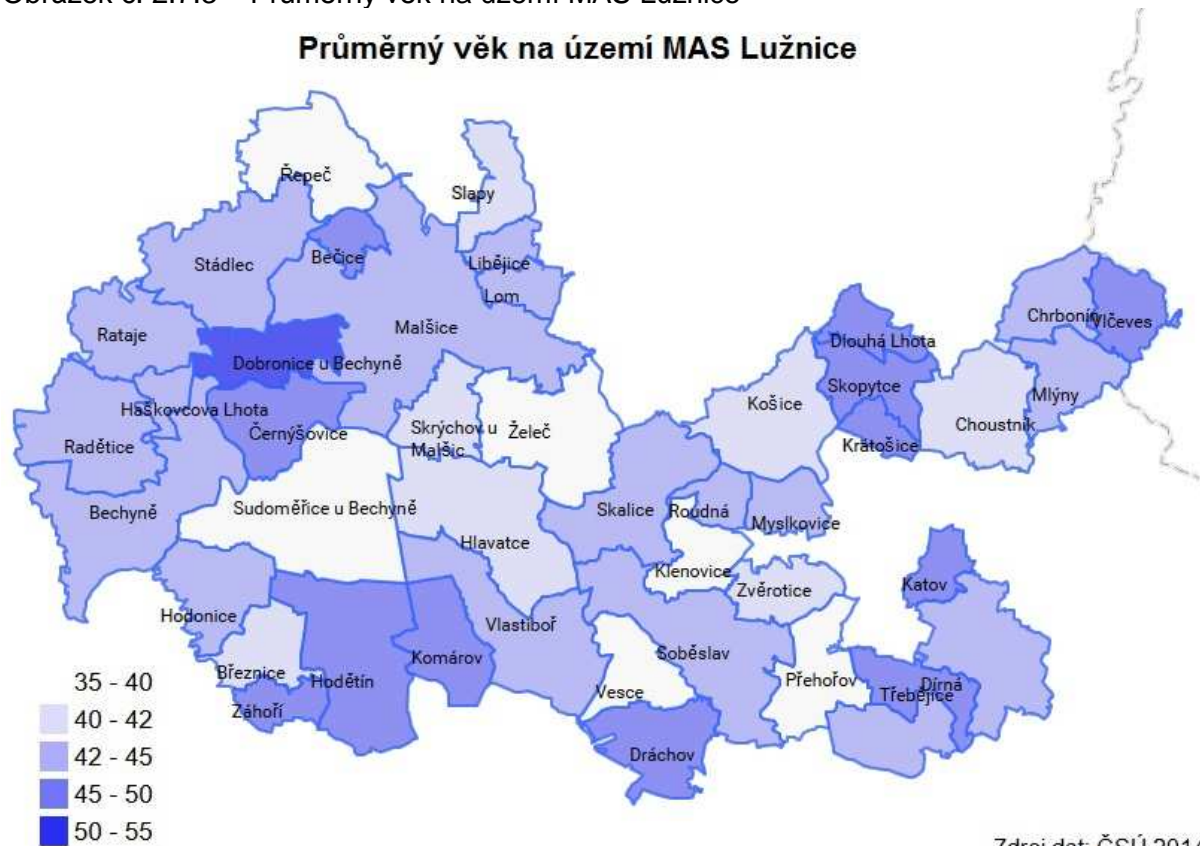 Průměrný věk na území MAS Lužnice
Řepeč
Slapy
Stádlec
Bečice
Libějice
Lom
Rataje
Malšice
Chrbonín
Vlčeves
Dlouhá Lhota
Dobronice u Bechyně
Skopytce
Mlýny
Haškovcova Lhota
Košice
Choustník
Černýšovice
Skrýchov u
Malšic
Želeč
Krátošice
Radětice
Bechyně
Sudoměřice u Bechyně
Skalice
Roudná
Myslkovice
Hlavatce
Klenovice
Zvěrotice
Katov
Hodonice
Vlastiboř
Soběslav
Komárov
Březnice
Hodětín
Přehořov
Dírná
Třebějice
Vesce
Záhoří
Dráchov
35 - 40
40 - 42
42 - 45
45 - 50
50 - 55